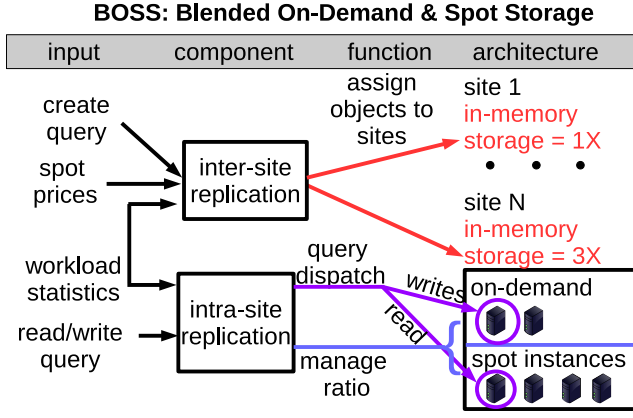 BOSS: Blended On-Demand & Spot Storage
input component function architecture
create
query
spot
prices
workload
statistics
read/write
query
inter-site
replication
intra-site
replication
assign
objects to
sites
query
dispatch
writes
read
manage
ratio
site 1
in-memory
storage = 1X
• • •
site N
in-memory
storage = 3X
on-demand
spot instances